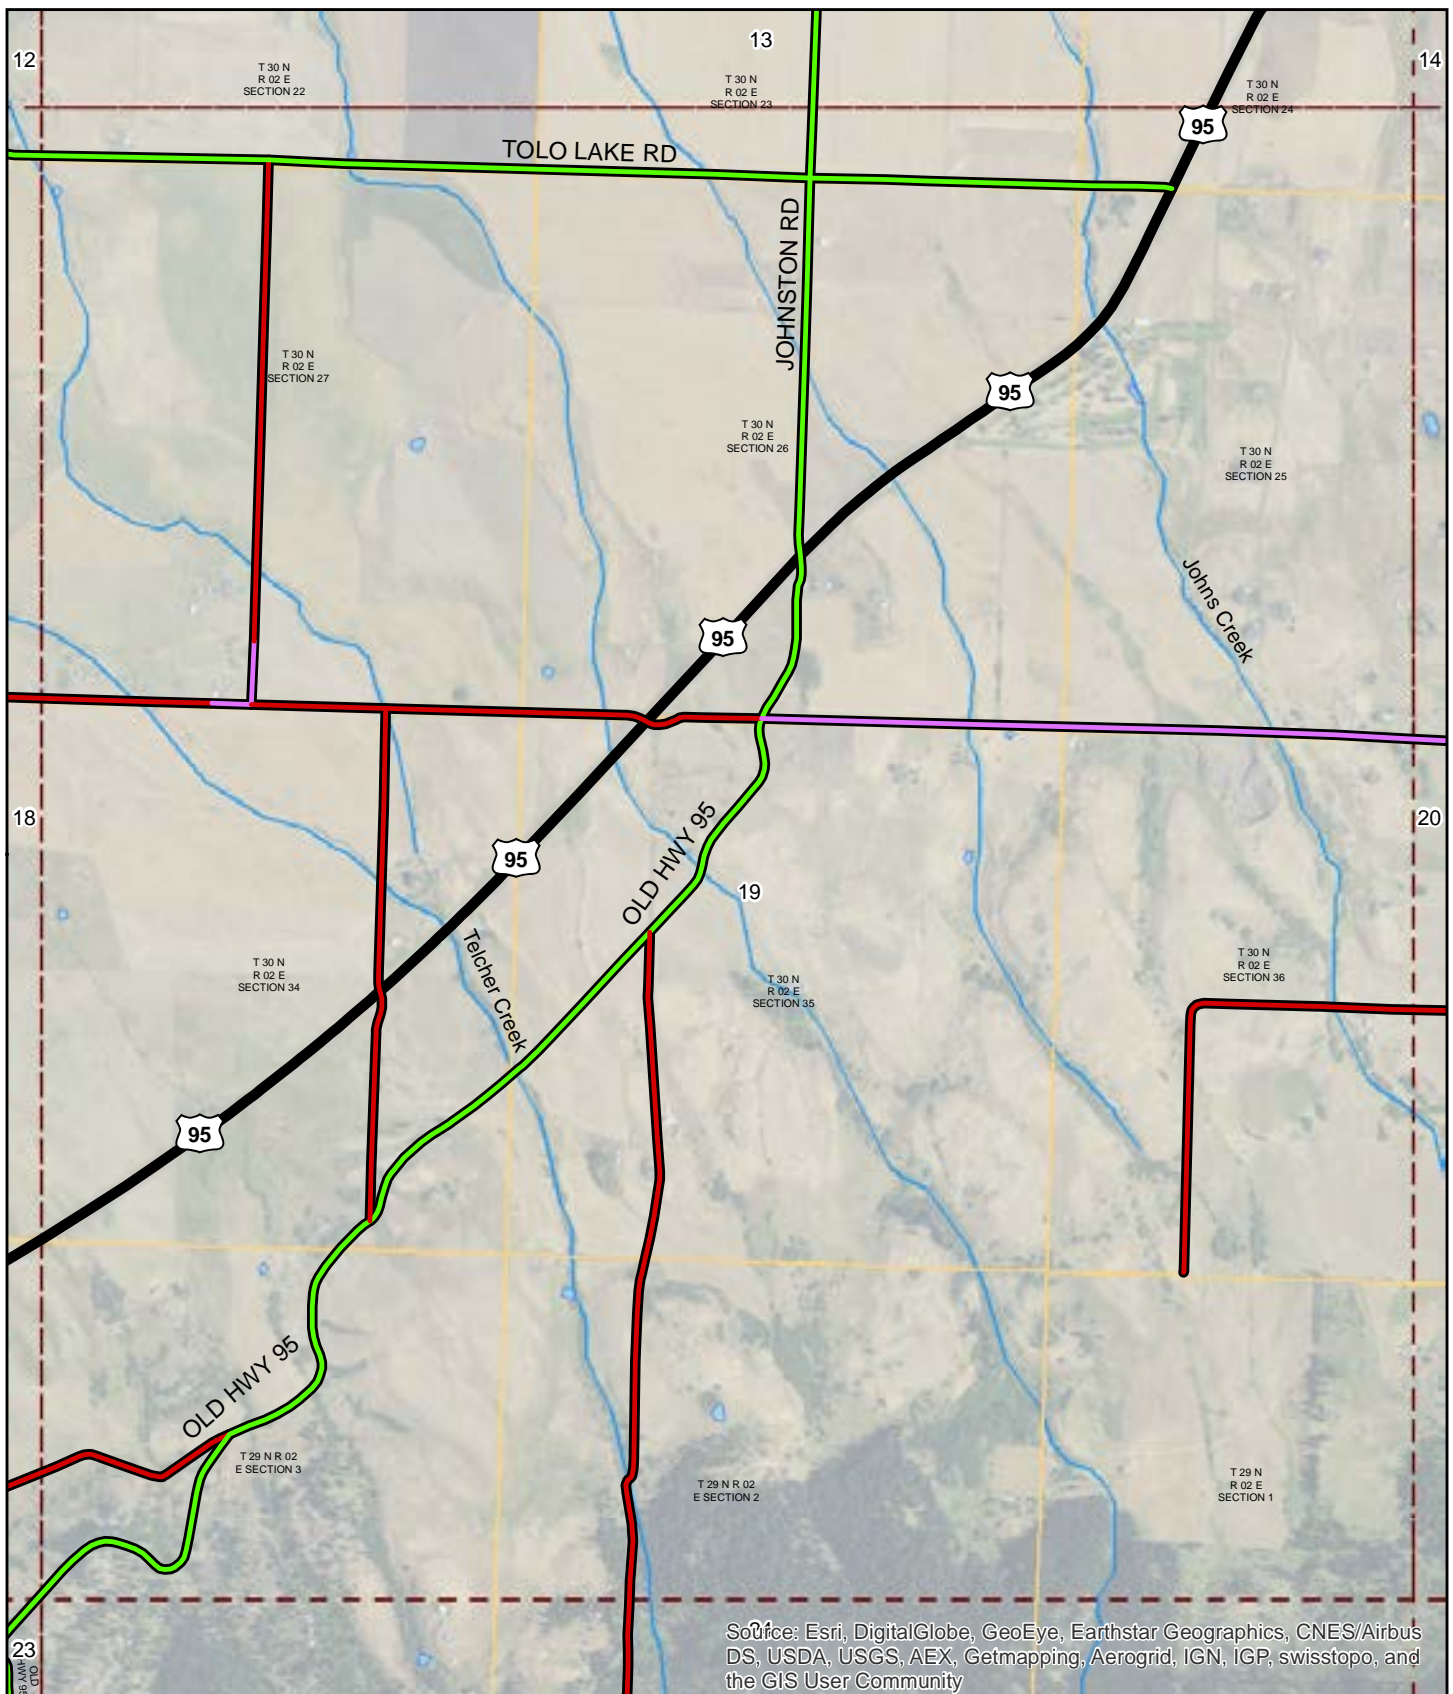 12
13
14
T 30 N
R 02 E
SECTION 22
T 30 N
R 02 E
SECTION 23
T 30 N
R 02 E
SECTION 24
95
TOLO LAKE RD
JOHNSTON RD
T 30 N
R 02 E
SECTION 27
95
T 30 N
R 02 E
SECTION 26
T 30 N
R 02 E
SECTION 25
Johns Creek
95
18
20
OLD HWY 95
95
19
Telcher Creek
T 30 N
R 02 E
SECTION 34
T 30 N
R 02 E
SECTION 35
T 30 N
R 02 E
SECTION 36
95
OLD HWY 95
T 29 N R 02
E SECTION 3
T 29 N R 02
E SECTION 2
T 29 N
R 02 E
SECTION 1
23
OLD
HWY 95
Source: Esri, DigitalGlobe, GeoEye, Earthstar Geographics, CNES/Airbus
DS, USDA, USGS, AEX, Getmapping, Aerogrid, IGN, IGP, swisstopo, and
the GIS User Community